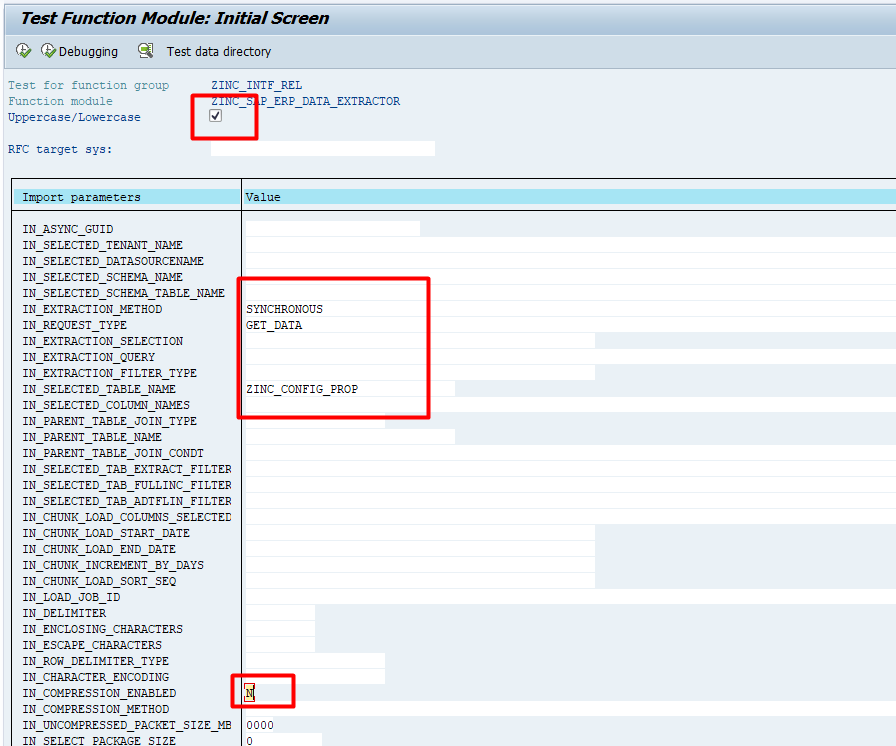 Test Function Module: Initial Screen
Debugging Test data directory
Test for function group ZINC_INTF_REL
Function module ZINC_SAP_ERP_DATA_EXTRACTOR
Uppercase/Lowercase
RFC target sys:
Import parameters Value
IN_ASYNC_GUID
IN_SELECTED_TENANT_NAME
IN_SELECTED_DATASOURCENAME
IN_SELECTED_SCHEMA_NAME
IN_SELECTED_SCHEMA_TABLE_NAME
IN_EXTRACTION_METHOD SYNCHRONOUS
IN_REQUEST_TYPE GET_DATA
IN_EXTRACTION_SELECTION
IN_EXTRACTION_QUERY
IN_EXTRACTION_FILTER_TYPE
IN_SELECTED_TABLE_NAME ZINC_CONFIG_PROP
IN_SELECTED_COLUMN_NAMES
IN_PARENT_TABLE_JOIN_TYPE
IN_PARENT_TABLE_NAME
IN_PARENT_TABLE_JOIN_CONDT
IN_SELECTED_TAB_EXTRACT_FILTER
IN_SELECTED_TAB_FULLINC_FILTER
IN_SELECTED_TAB_ADTFLIN_FILTER
IN_CHUNK_LOAD_COLUMNS_SELECTED
IN_CHUNK_LOAD_START_DATE
IN_CHUNK_LOAD_END_DATE
IN_CHUNK_INCREMENT_BY_DAYS
IN_CHUNK_LOAD_SORT_SEQ
IN_LOAD_JOB_ID
IN_DELIMITER
IN_ENCLOSING_CHARACTERS
IN_ESCAPE_CHARACTERS
IN_ROW_DELIMITER_TYPE
IN_CHARACTER_ENCODING
IN_COMPRESSION_ENABLED N
IN_COMPRESSION_METHOD
IN_UNCOMPRESSED_PACKET_SIZE_MB 0000
IN_SELECT_PACKAGE_SIZE 0